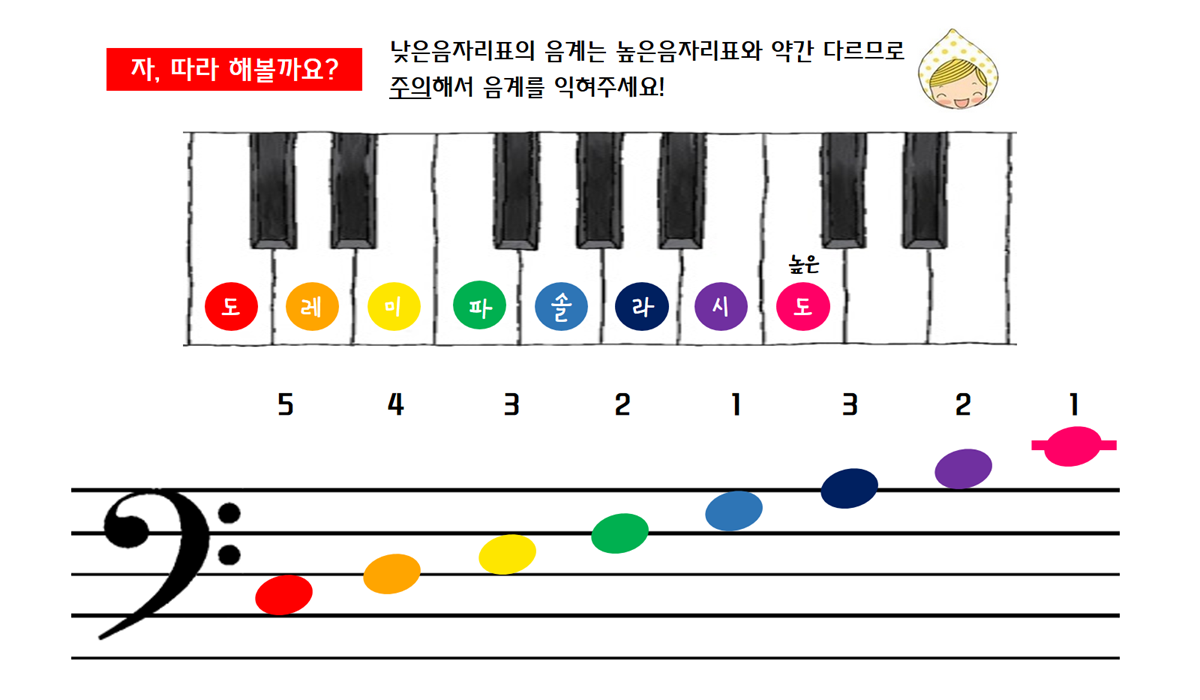 자, 따라 해볼까요?
낮은음자리표의 음계는 높은음자리표와 약간 다르므로
주의해서 음계를 익혀주세요!
높은
도 레 미 파 솔 라 시 도
5 4 3 2 1 3 2 1